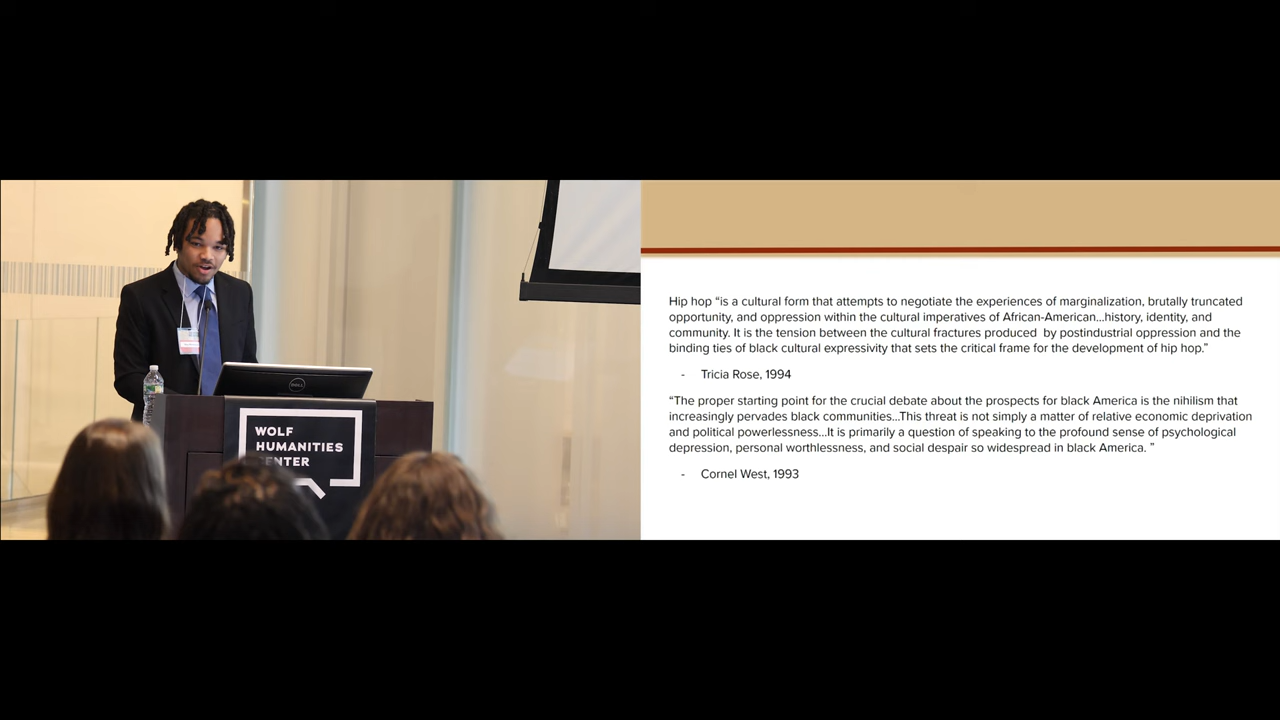 WOLF
HUMANITIES
CENTER
DELL
Hip hop “is a cultural form that attempts to negotiate the experiences of marginalization, brutally truncated
opportunity, and oppression within the cultural imperatives of African-American...history, identity, and
community. It is the tension between the cultural fractures produced  by postindustrial oppression and the
binding ties of black cultural expressivity that sets the critical frame for the development of hip hop.”
- Tricia Rose, 1994
“The proper starting point for the crucial debate about the prospects for black America is the nihilism that
increasingly pervades black communities...This threat is not simply a matter of relative economic deprivation
and political powerlessness...It is primarily a question of speaking to the profound sense of psychological
depression, personal worthlessness, and social despair so widespread in black America. ”
- Cornel West, 1993